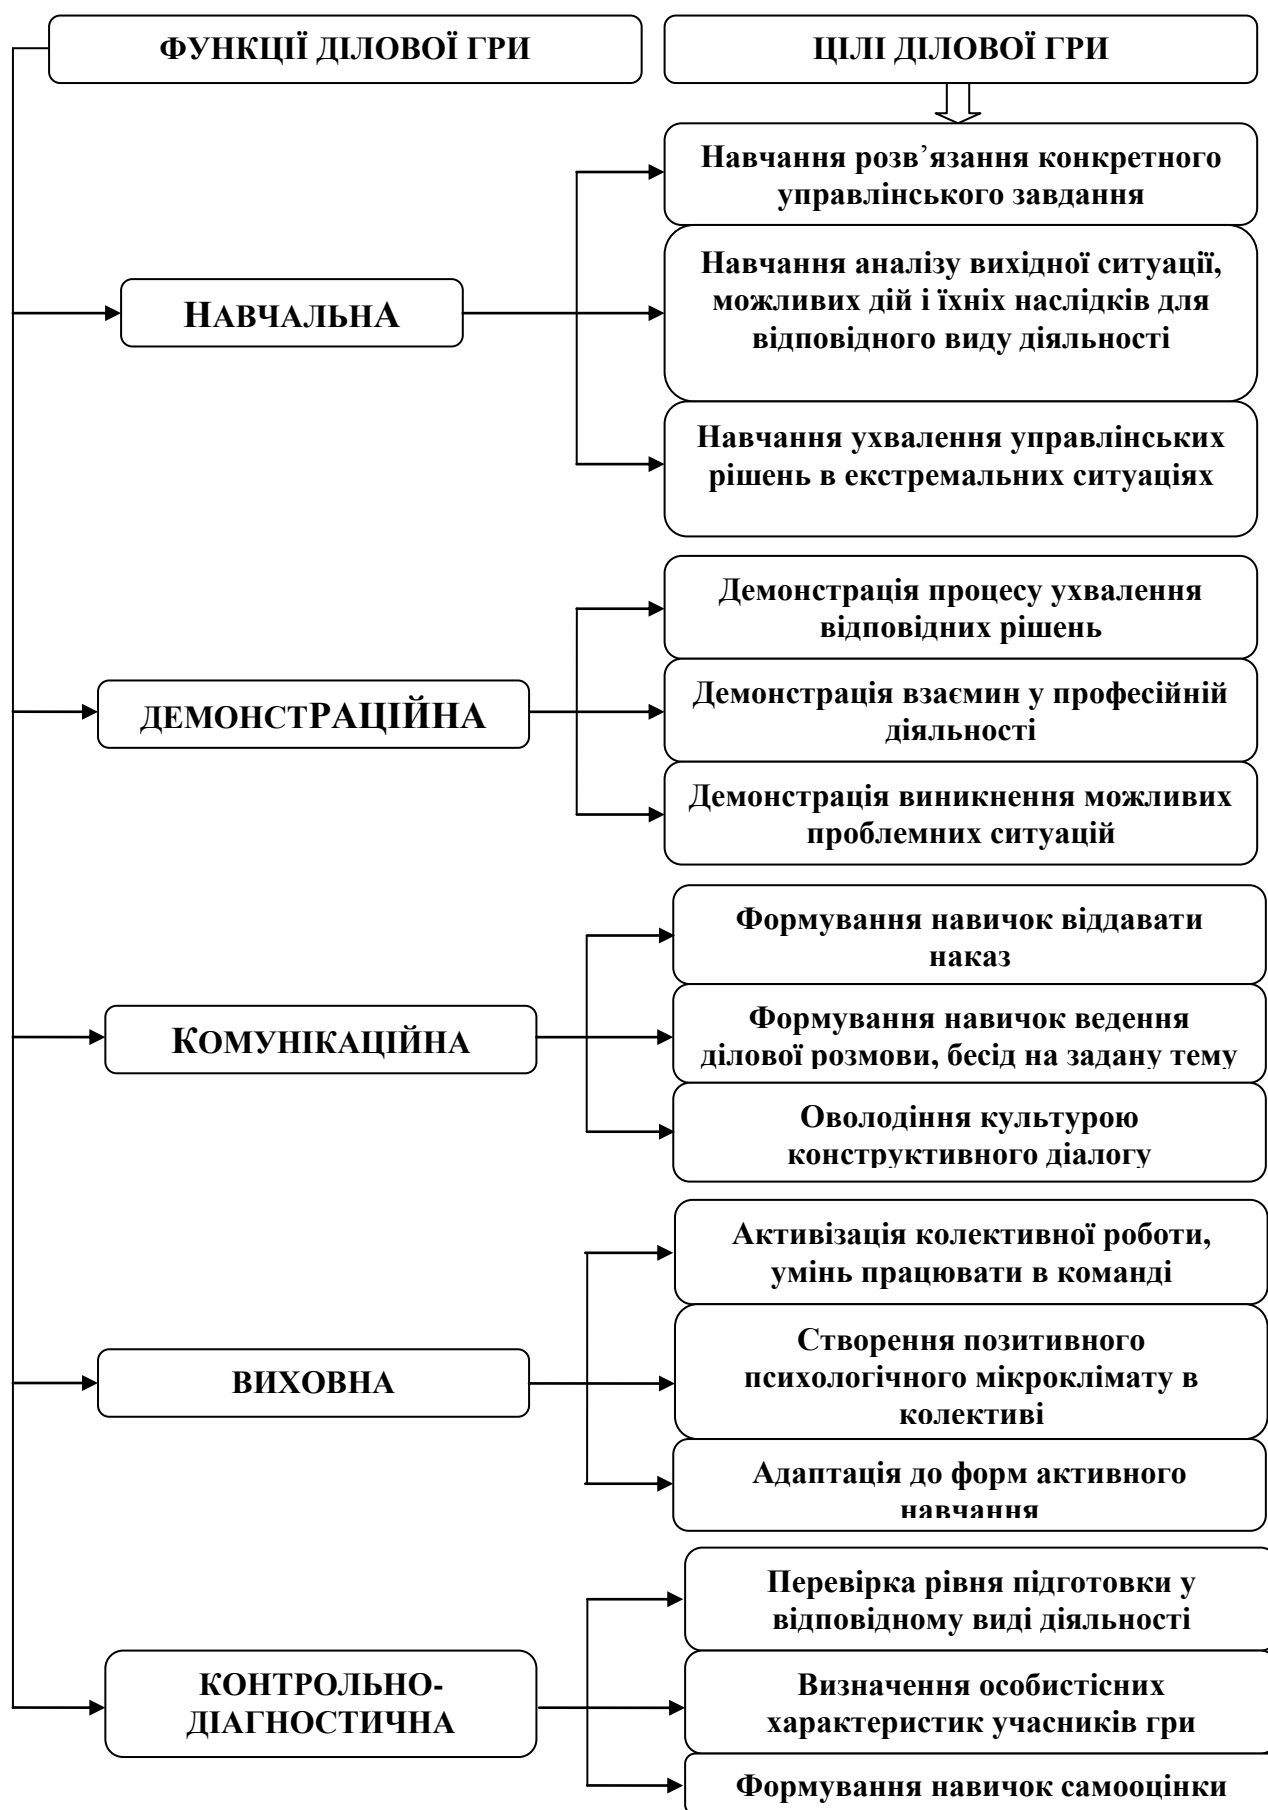 ФУНКЦІЇ ДІЛОВОЇ ГРИ
ЦІЛІ ДІЛОВОЇ ГРИ
НАВЧАЛЬНА
Навчання розв’язання конкретного
управлінського завдання
Навчання аналізу вихідної ситуації,
можливих дій і їхніх наслідків для
відповідного виду діяльності
Навчання ухвалення управлінських
рішень в екстремальних ситуаціях
ДЕМОНСТРАЦІЙНА
Демонстрація процесу ухвалення
відповідних рішень
Демонстрація взаємин у професійній
діяльності
Демонстрація виникнення можливих
проблемних ситуацій
КОМУНІКАЦІЙНА
Формування навичок віддавати
наказ
Формування навичок ведення
ділової розмови, бесід на задану тему
Оволодіння культурою
конструктивного діалогу
ВИХОВНА
Активізація колективної роботи,
умінь працювати в команді
Створення позитивного
психологічного мікроклімату в
колективі
Адаптація до форм активного
навчання
КОНТРОЛЬНО-
ДІАГНОСТИЧНА
Перевірка рівня підготовки у
відповідному виді діяльності
Визначення особистісних
характеристик учасників гри
Формування навичок самооцінки